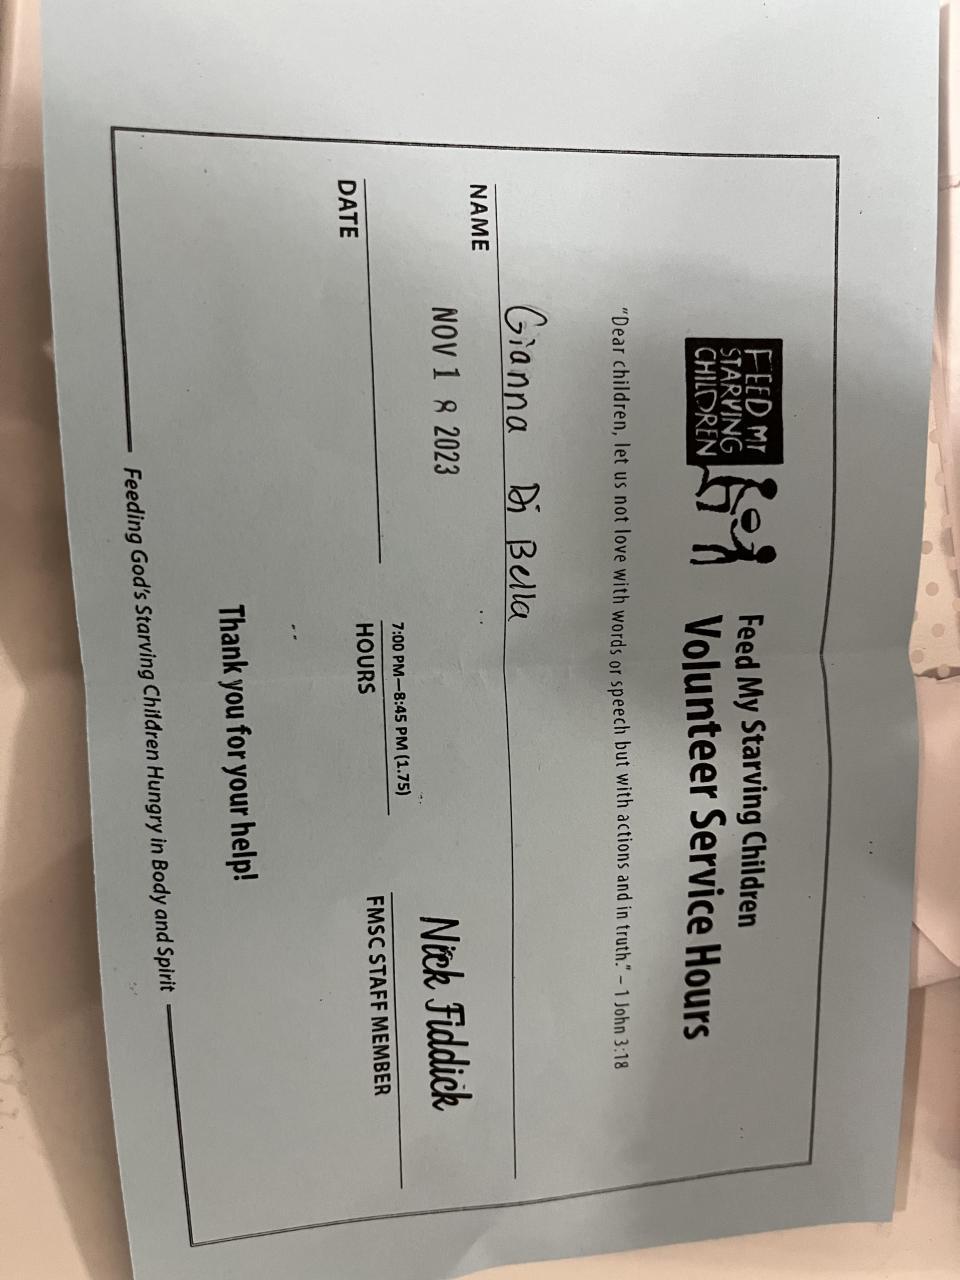 FEED MY
STARVING
CHILDREN
Feed My Starving Children
Volunteer Service Hours
"Dear children, let us not love with words or speech but with actions and in truth." – 1 John 3:18
Gianna Di Bella
NAME
NOV 1 8 2023
7:00 PM—8:45 PM (1.75)
Nick Fiddick
DATE
HOURS
FMSC STAFF MEMBER
Thank you for your help!
Feeding God's Starving Children Hungry in Body and Spirit